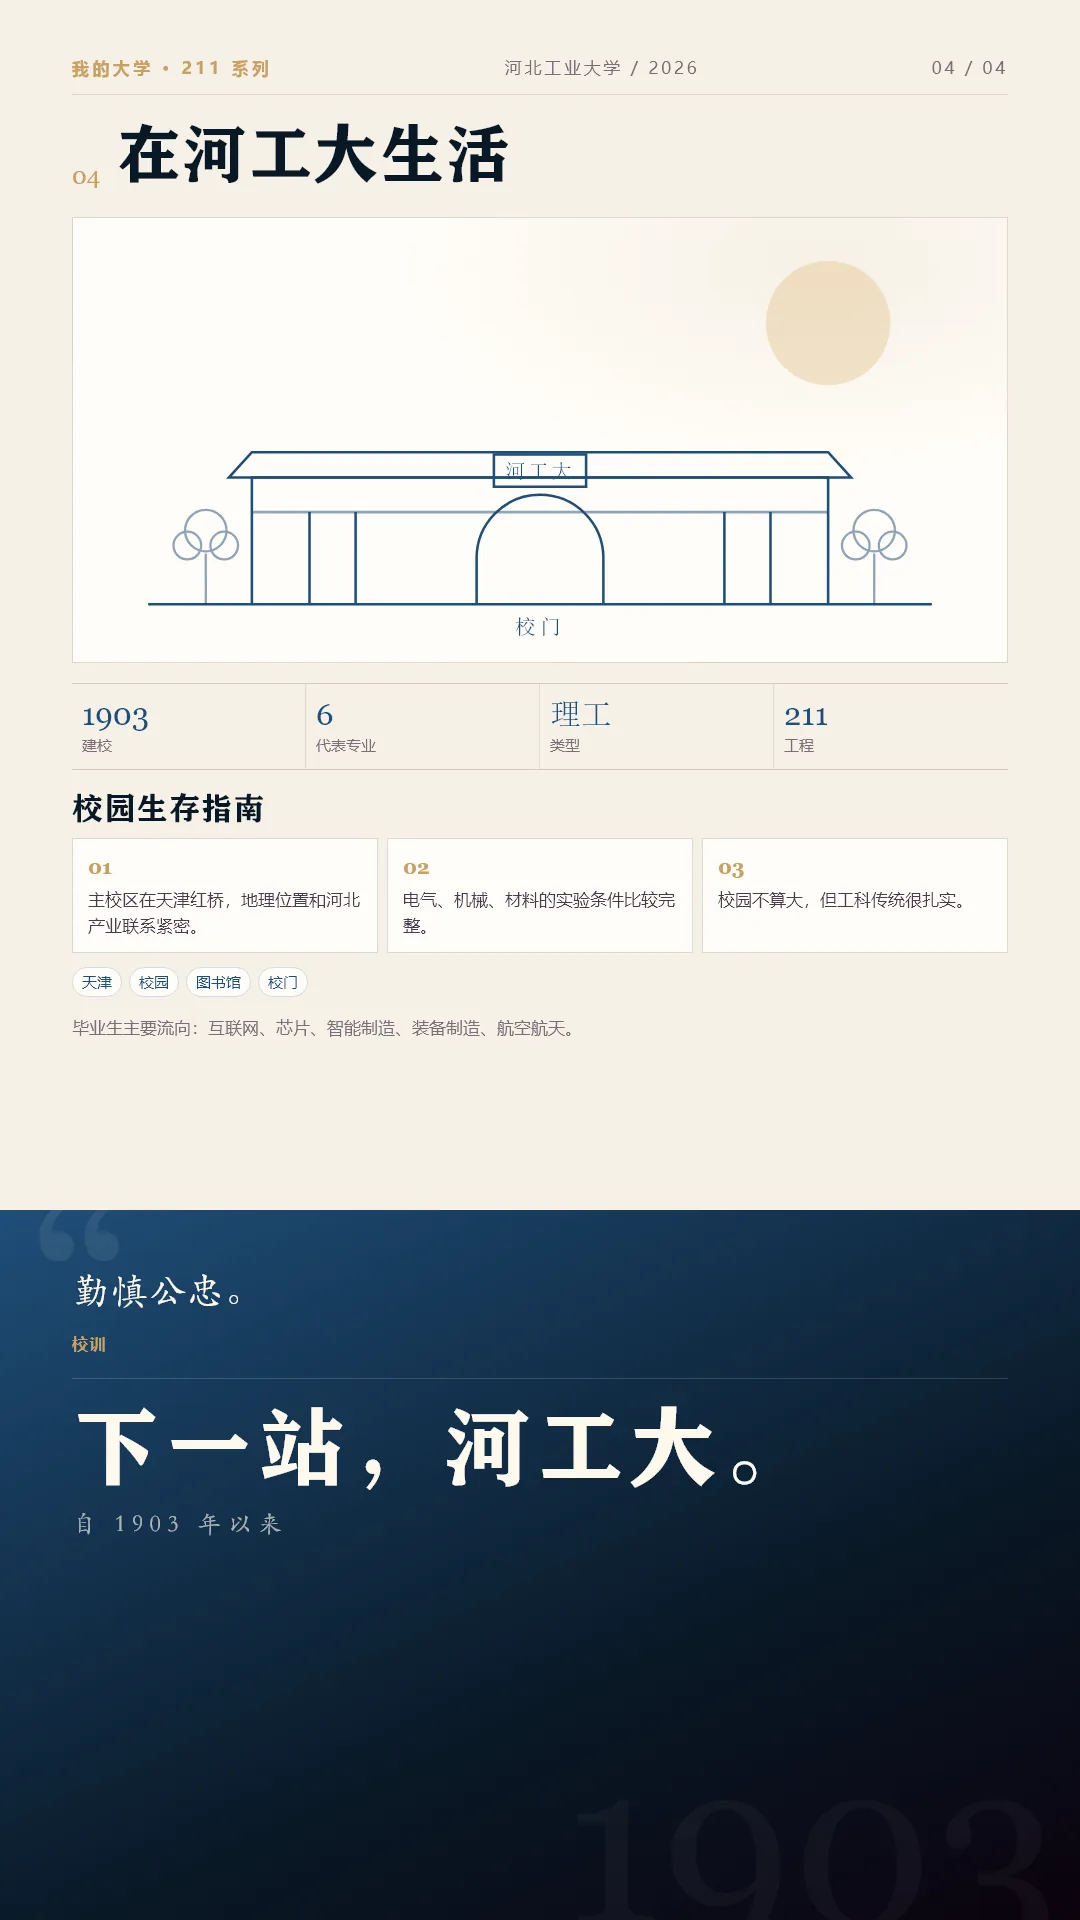 我的大学 • 211 系列
河北工业大学 / 2026
04 / 04
04 在河工大生活
河工大
校门
1903
建校
6
代表专业
理工
类型
211
工程
校园生存指南
01
主校区在天津红桥，地理位置和河北
产业联系紧密。
02
电气、机械、材料的实验条件比较完
整。
03
校园不算大，但工科传统很扎实。
天津
校园
图书馆
校门
毕业生主要流向：互联网、芯片、智能制造、装备制造、航空航天。
“
勤慎公忠。
校训
下一站，河工大。
自 1903 年以来
1903